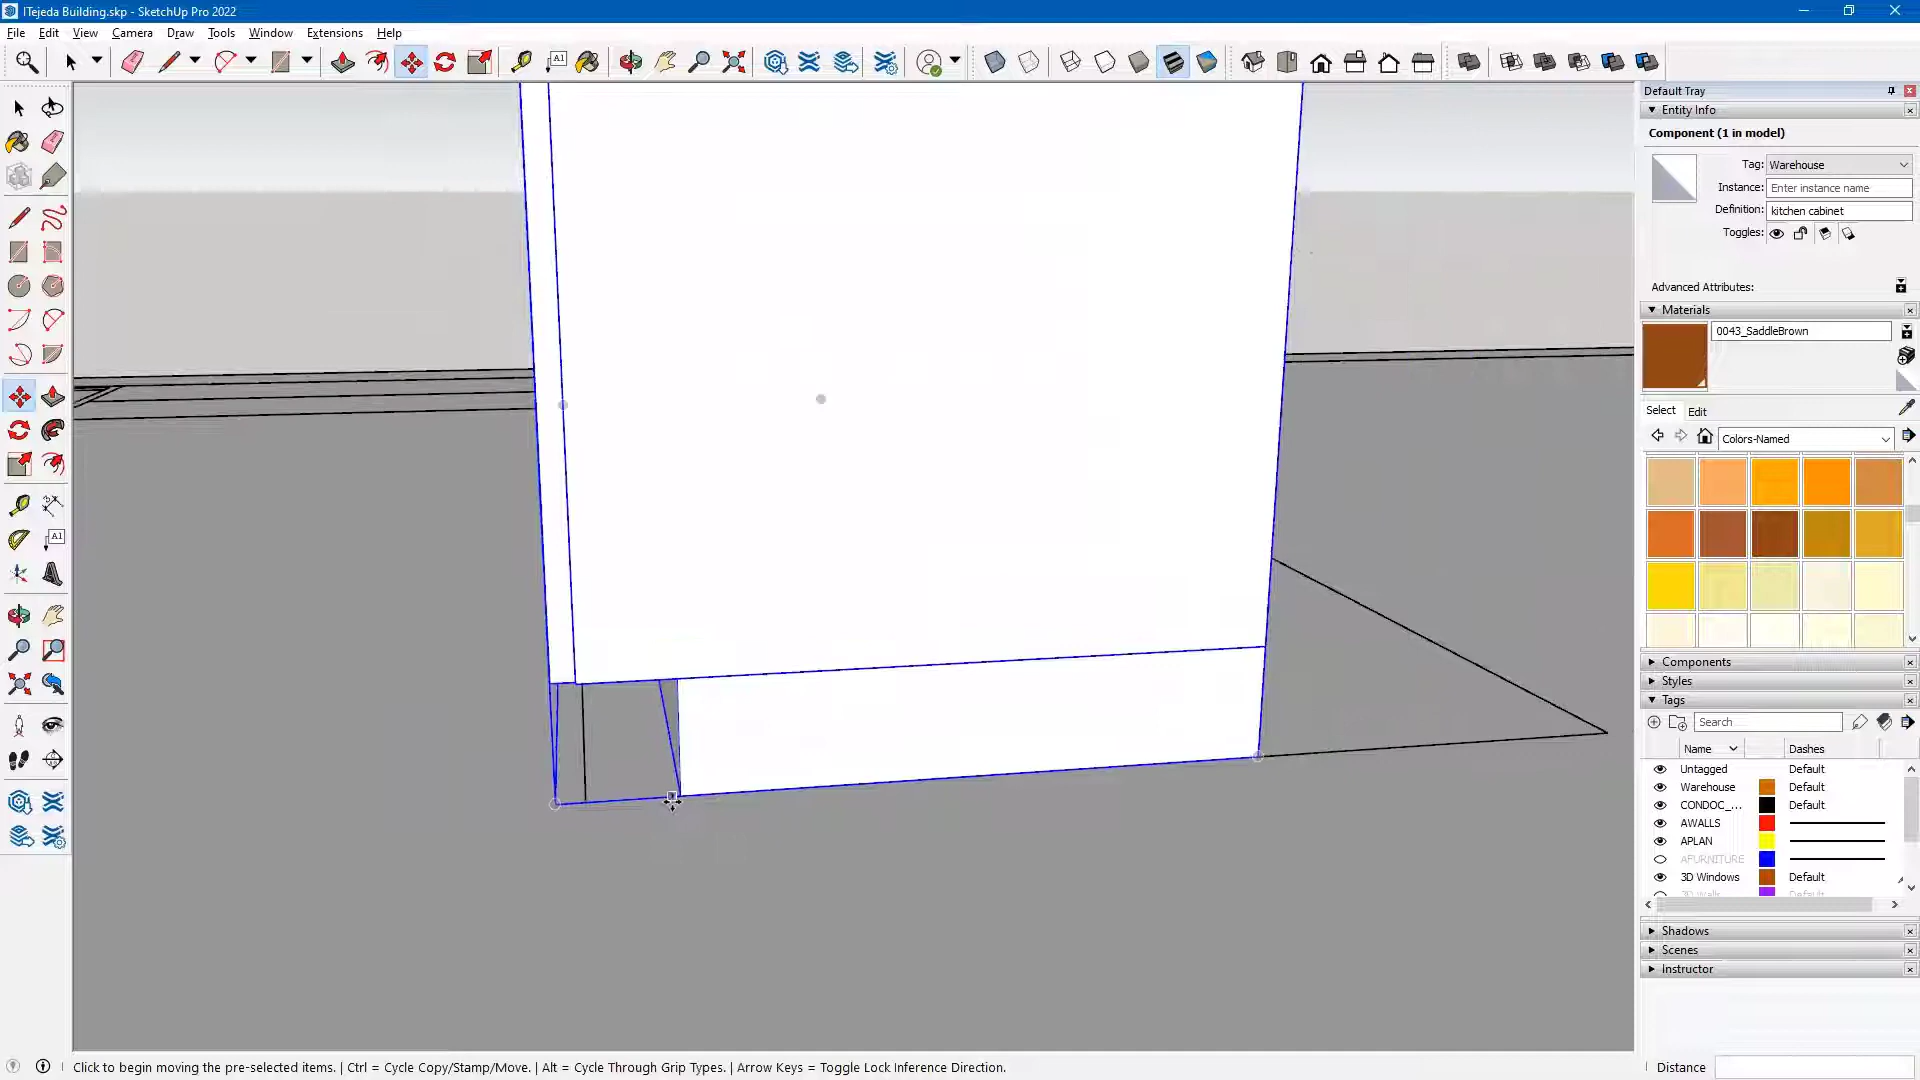 ITejeda Building.skp - SketchUp Pro 2022
File Edit View Camera Draw Tools Window Extensions Help
Default Tray
Entity Info
Component (1 in model)
Tag: Warehouse
Instance: Enter instance name
Definition: kitchen cabinet
Toggles:
Advanced Attributes:
Materials
0043_SaddleBrown
Select Edit
Colors-Named
Components
Styles
Tags
Search
Name Dashes
Untagged Default
Warehouse Default
CONDOC_... Default
AWALLS
APLAN
AFURNITURE
3D Windows Default
Shadows
Scenes
Instructor
Click to begin moving the pre-selected items. | Ctrl = Cycle Copy/Stamp/Move. | Alt = Cycle Through Grip Types. | Arrow Keys = Toggle Lock Inference Direction.
Distance